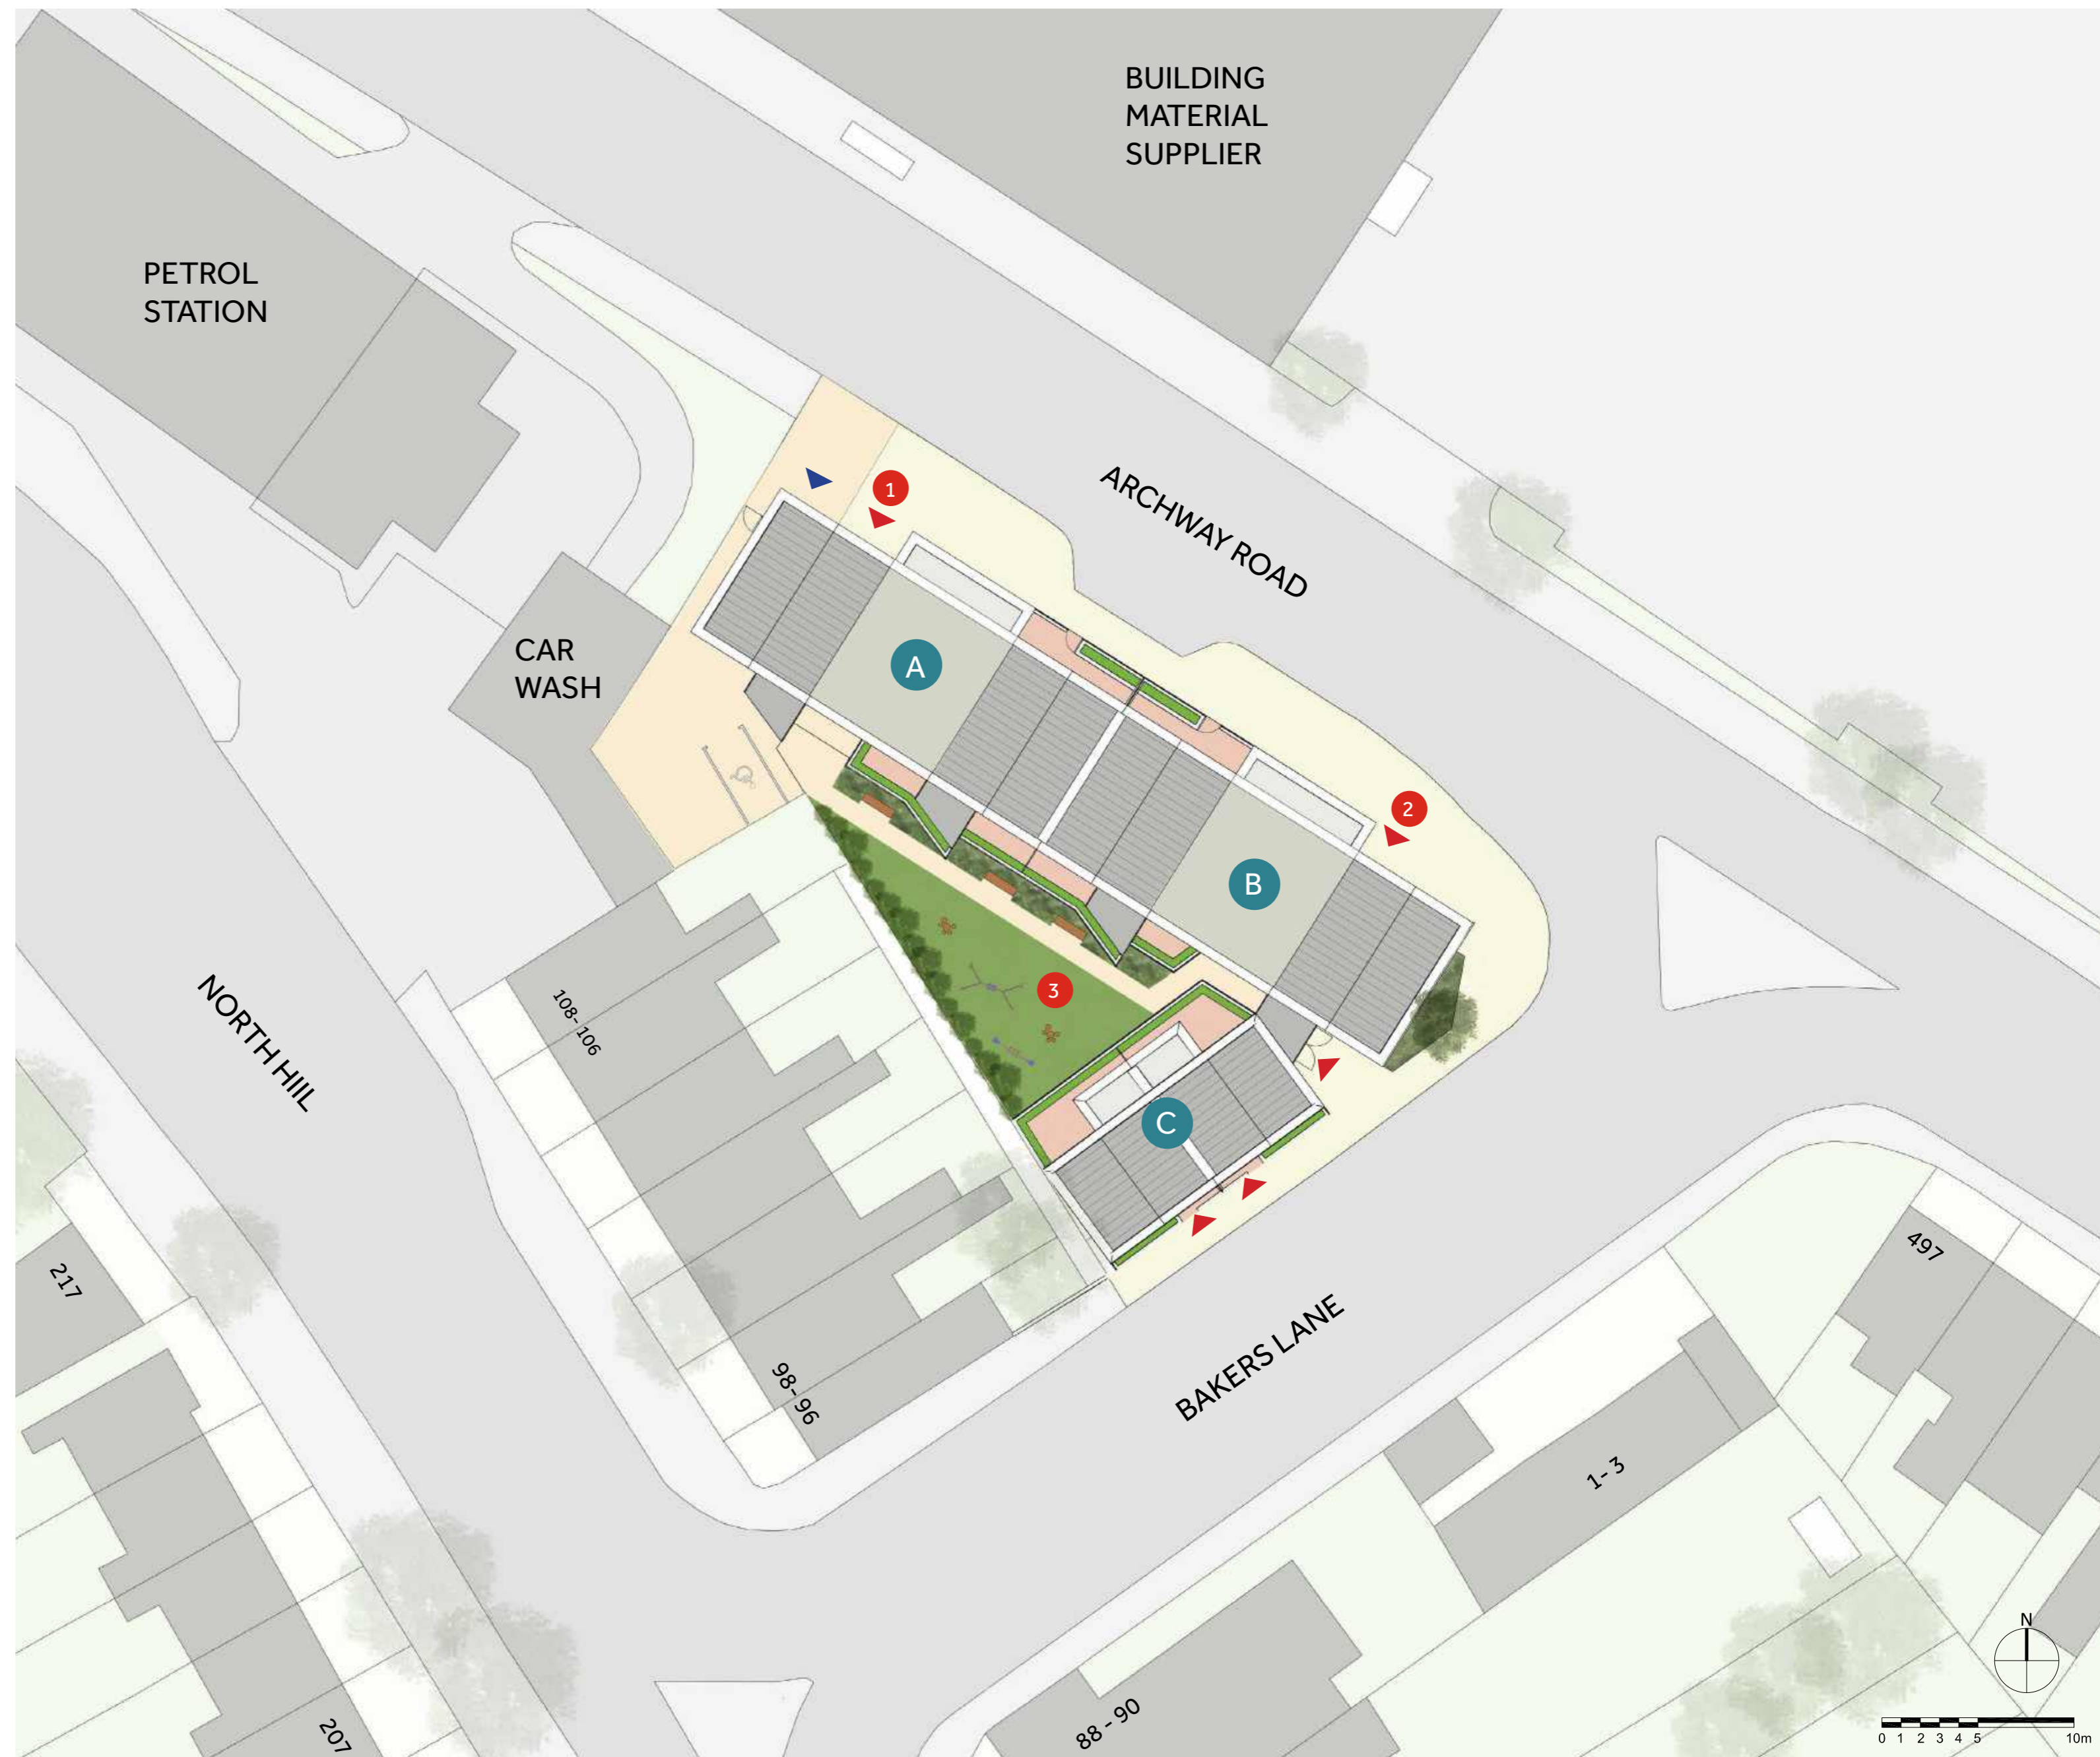 BUILDING
MATERIAL
SUPPLIER
PETROL
STATION
ARCHWAY ROAD
1
CAR
WASH
A
2
B
NORTH HILL
108-106
3
C
217
497
BAKERS LANE
98-96
1-3
N
207
88-90
0 1 2 3 4 5 10m